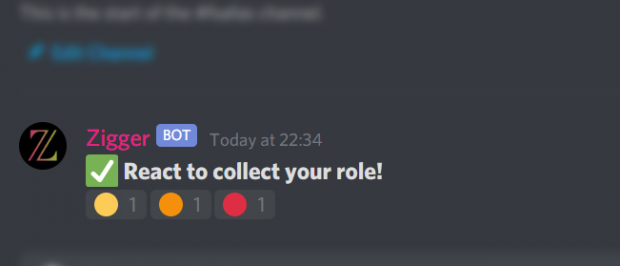 This is the start of the
channel.
Edit Channel
Zigger BOT Today at 22:34
✅ React to collect your role!
1 1 1